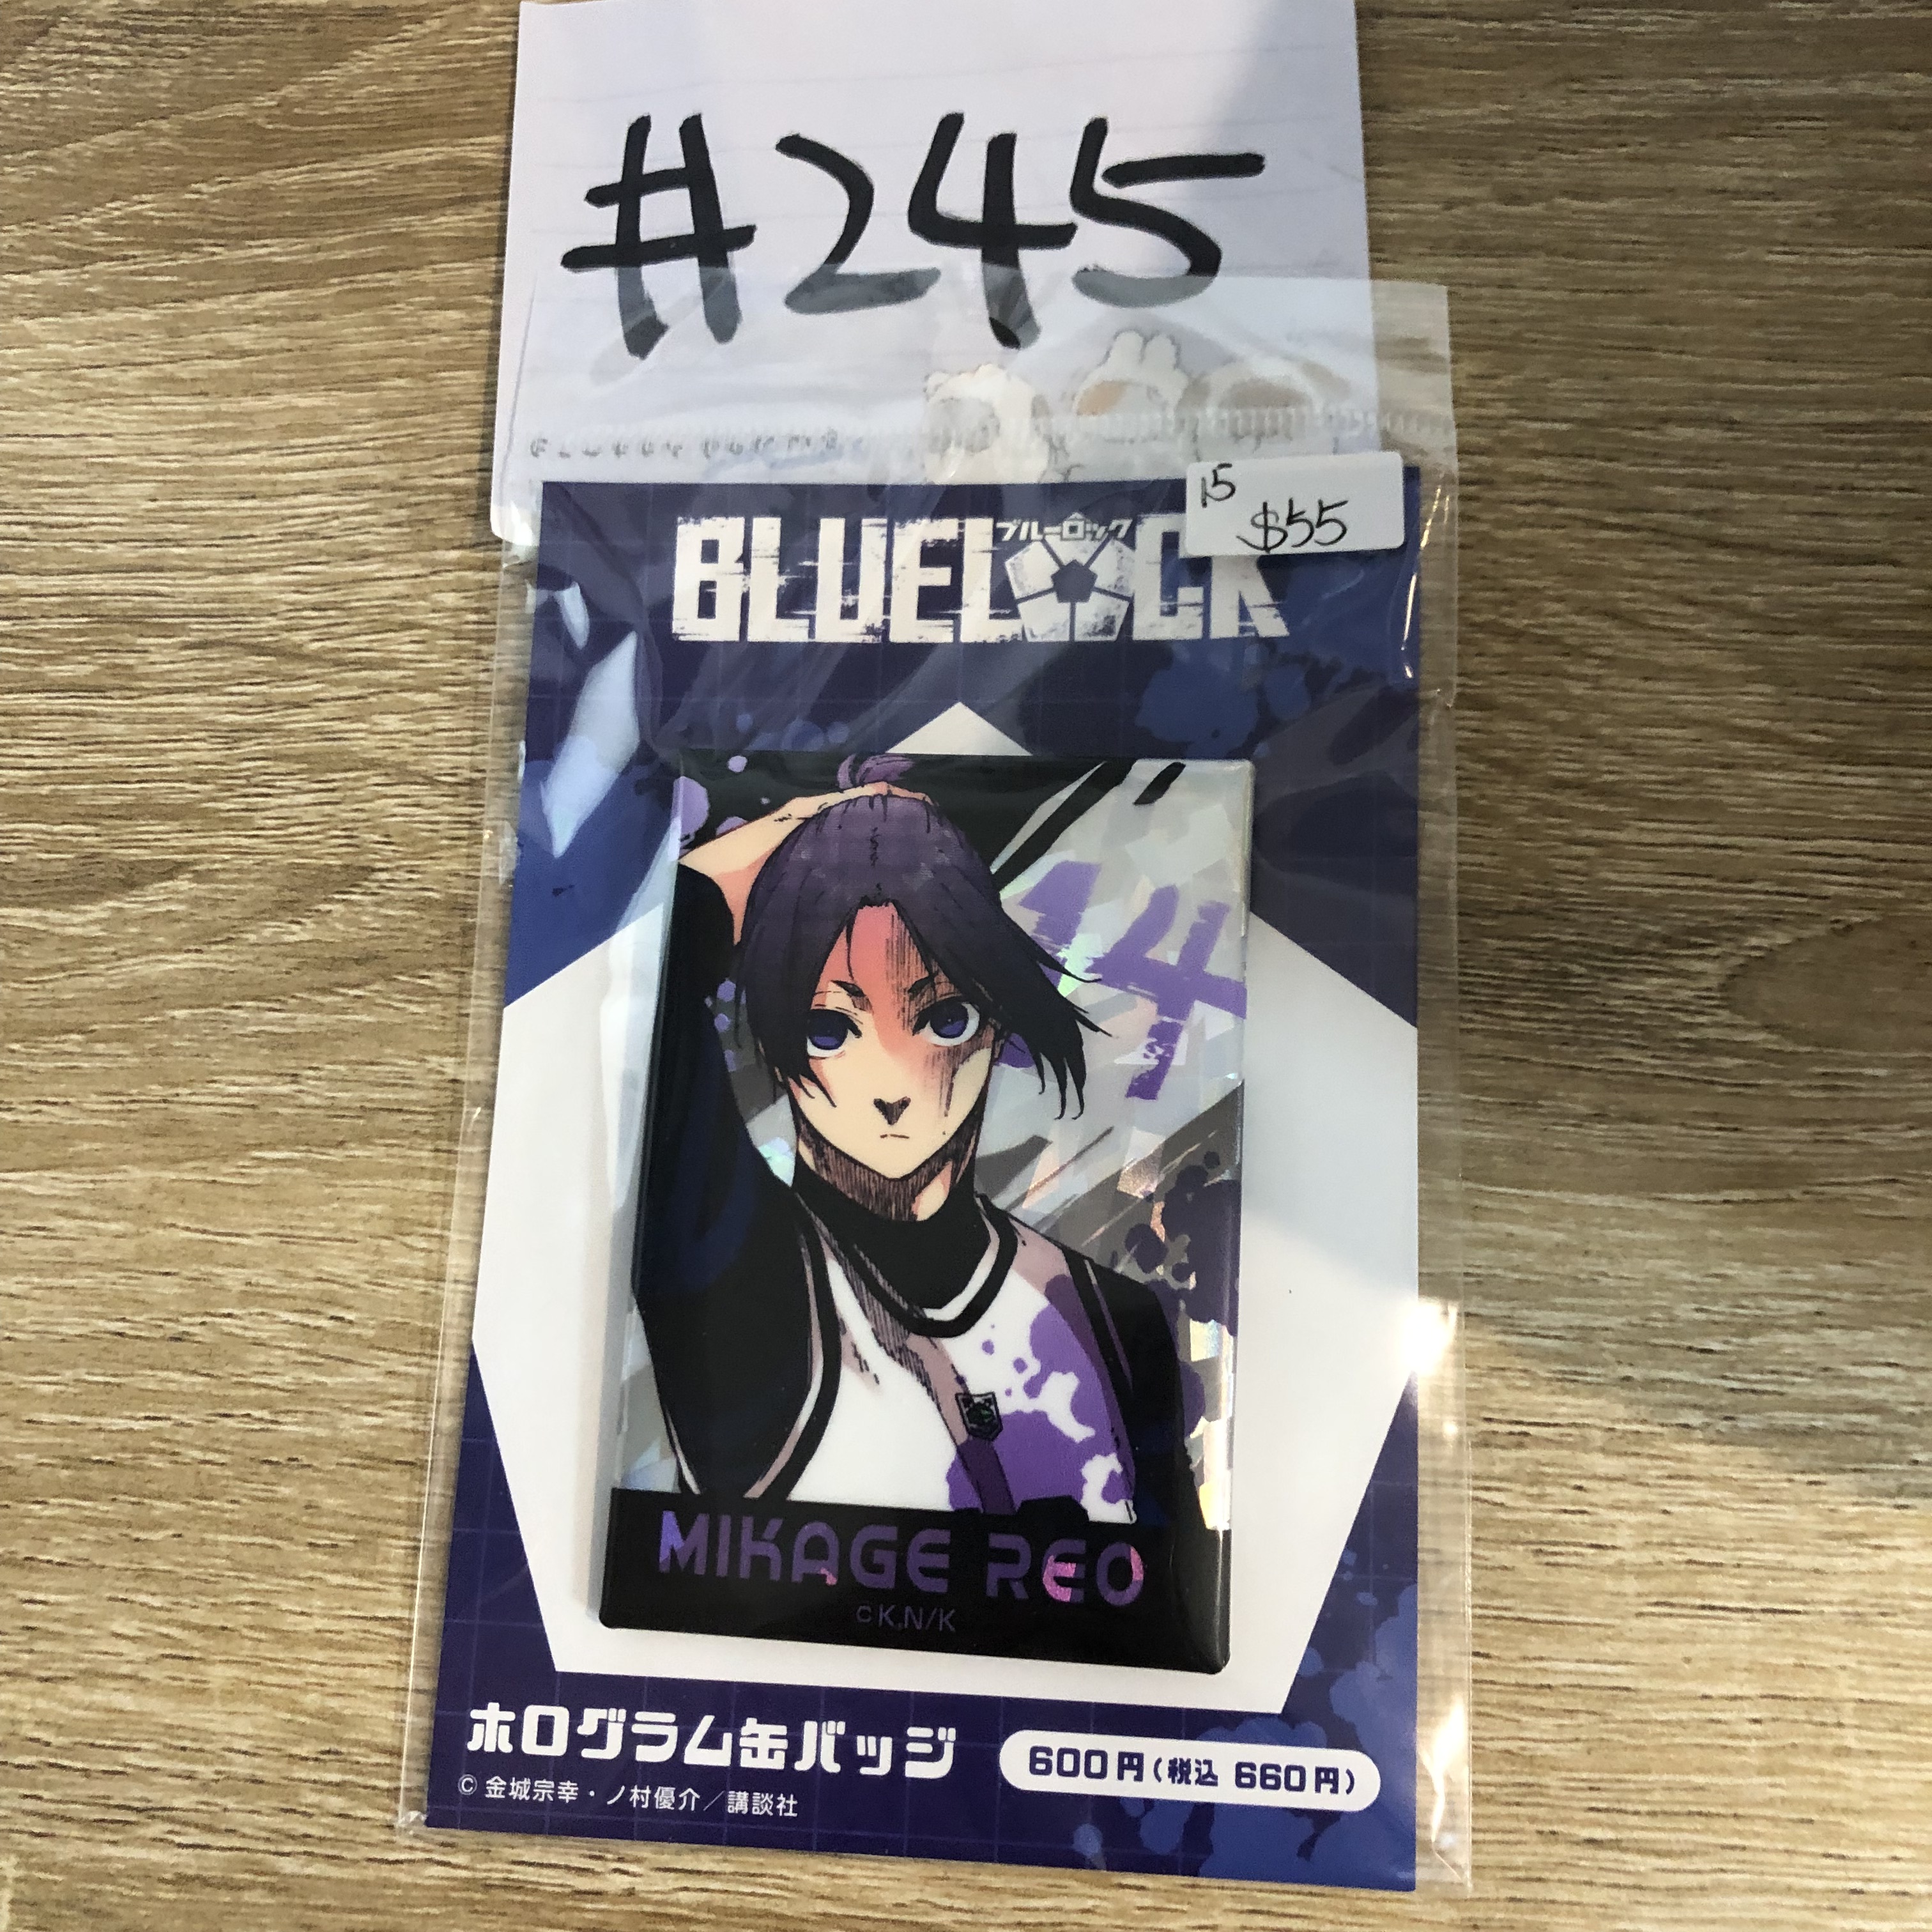 #245
15
$55
ブルーロック
BLUELOCK
14
MIKAGE REO
©K,N/K
ホログラム缶バッジ
600円(税込 660円)
© 金城宗幸・ノ村優介/講談社